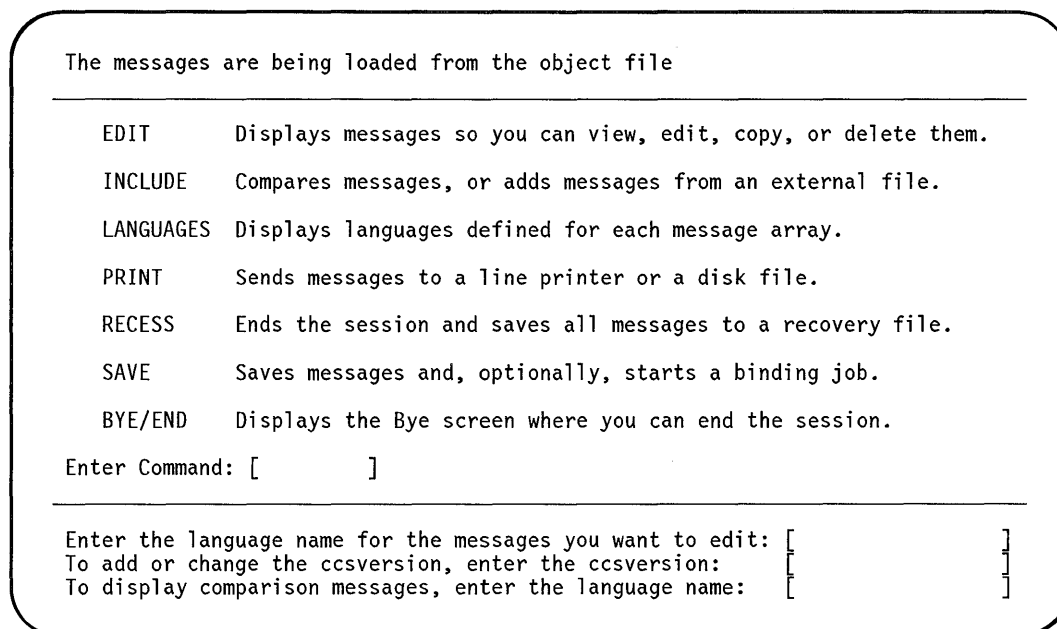 The messages are being loaded from the object file
EDIT Displays messages so you can view, edit, copy, or delete them.
INCLUDE Compares messages, or adds messages from an external file.
LANGUAGES Displays languages defined for each message array.
PRINT Sends messages to a line printer or a disk file.
RECESS Ends the session and saves all messages to a recovery file.
SAVE Saves messages and, optionally, starts a binding job.
BYE/END Displays the Bye screen where you can end the session.
Enter Command: [ ]
Enter the language name for the messages you want to edit: [ ]
To add or change the ccsversion, enter the ccsversion: [ ]
To display comparison messages, enter the language name: [ ]